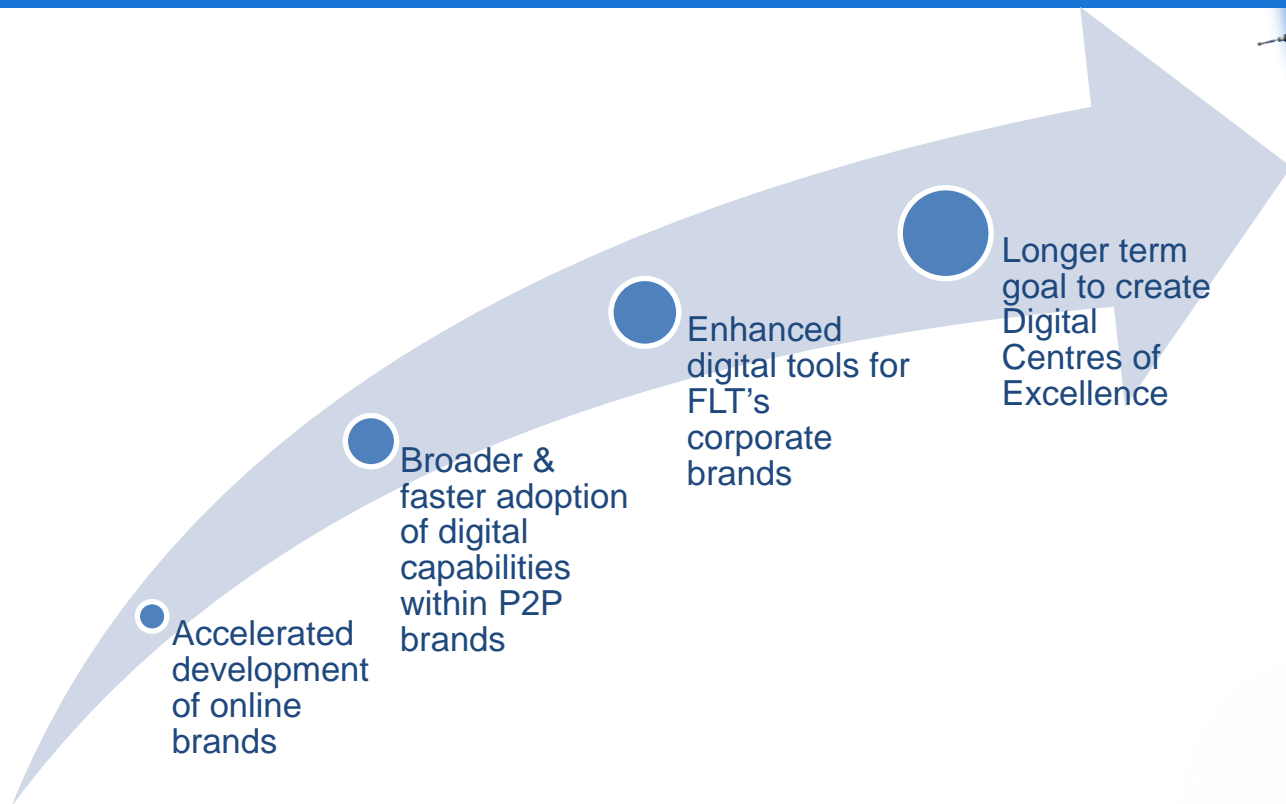 Accelerated
development
of online
brands
Broader &
faster adoption
of digital
capabilities
within P2P
brands
Enhanced
digital tools for
FLT’s
corporate
brands
Longer term
goal to create
Digital
Centres of
Excellence